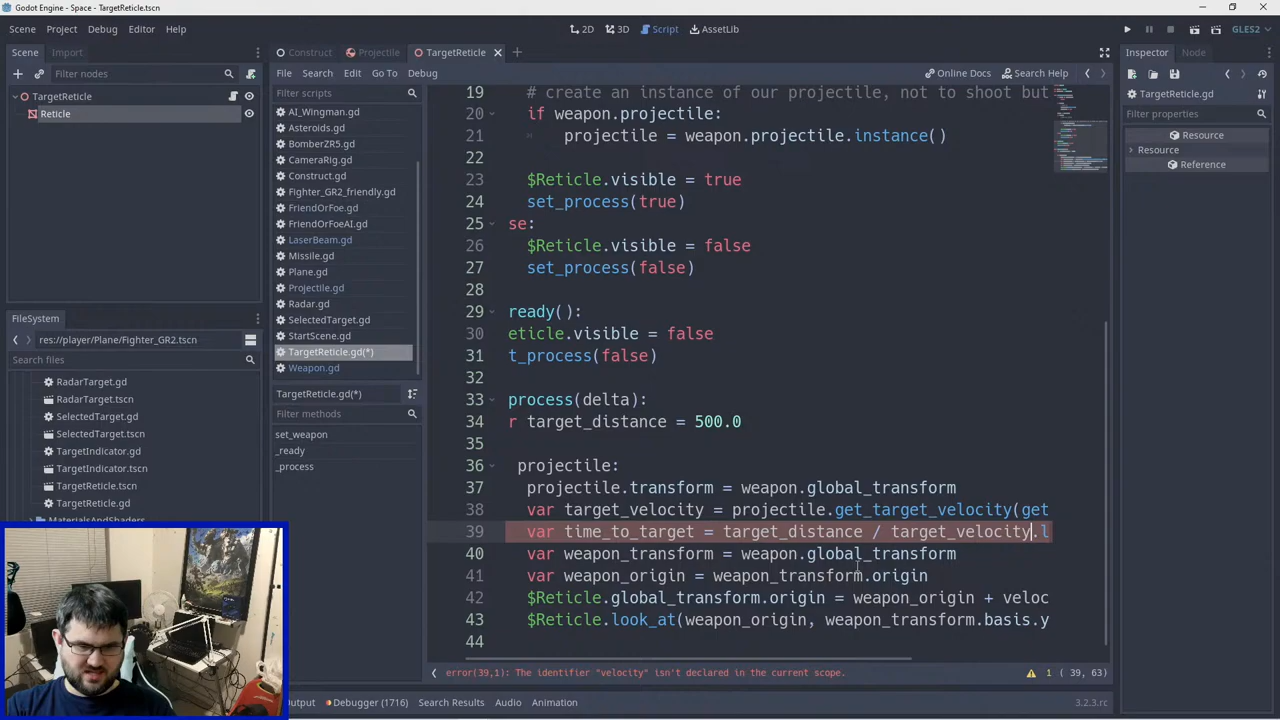 Godot Engine - Space - TargetReticle.tscn
Scene Project Debug Editor Help
2D 3D Script AssetLib
GLES2
Scene Import
Construct Projectile TargetReticle
Inspector Node
Filter nodes
File Search Edit Go To Debug
Online Docs Search Help
TargetReticle
Reticle
Filter scripts
AI_Wingman.gd
Asteroids.gd
BomberZR5.gd
CameraRig.gd
Construct.gd
Fighter_GR2_friendly.gd
FriendOrFoe.gd
FriendOrFoeAI.gd
LaserBeam.gd
Missile.gd
Plane.gd
Projectile.gd
Radar.gd
SelectedTarget.gd
StartScene.gd
TargetReticle.gd(*)
Weapon.gd
TargetReticle.gd(*)
Filter methods
set_weapon
_ready
_process
FileSystem
res://player/Plane/Fighter_GR2.tscn
Search files
RadarTarget.gd
RadarTarget.tscn
SelectedTarget.gd
SelectedTarget.tscn
TargetIndicator.gd
TargetIndicator.tscn
TargetReticle.tscn
TargetReticle.gd
MaterialsAndShaders
19 # create an instance of our projectile, not to shoot but
20 if weapon.projectile:
21 projectile = weapon.projectile.instance()
22
23 $Reticle.visible = true
24 set_process(true)
25 se:
26 $Reticle.visible = false
27 set_process(false)
28
29 ready():
30 eticle.visible = false
31 t_process(false)
32
33 process(delta):
34 r target_distance = 500.0
35
36 projectile:
37 projectile.transform = weapon.global_transform
38 var target_velocity = projectile.get_target_velocity(get
39 var time_to_target = target_distance / target_velocity.l
40 var weapon_transform = weapon.global_transform
41 var weapon_origin = weapon_transform.origin
42 $Reticle.global_transform.origin = weapon_origin + veloc
43 $Reticle.look_at(weapon_origin, weapon_transform.basis.y
44
error(39,1): The identifier "velocity" isn't declared in the current scope.
1 ( 39, 63)
Output Debugger (1716) Search Results Audio Animation
3.2.3.rc
TargetReticle.gd
Filter properties
Resource
Resource
Reference